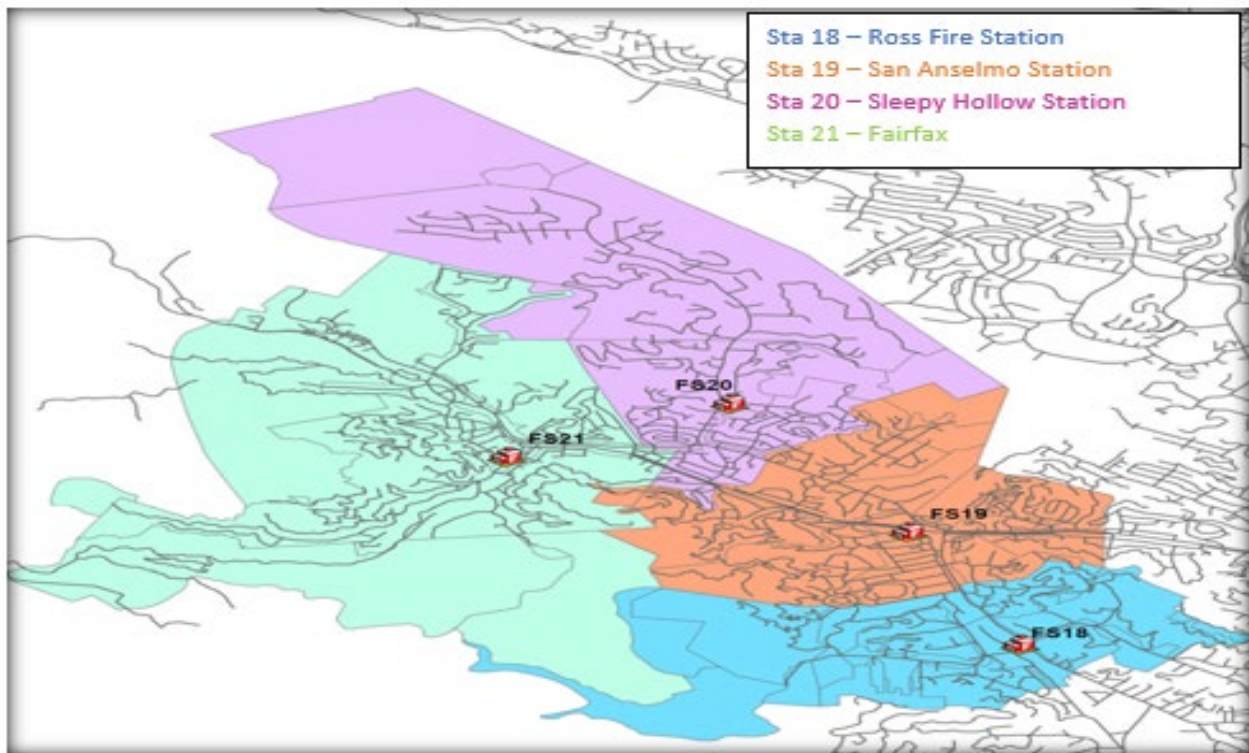 Sta 18 – Ross Fire Station
Sta 19 – San Anselmo Station
Sta 20 – Sleepy Hollow Station
Sta 21 – Fairfax
FS20
FS21
FS19
FS18